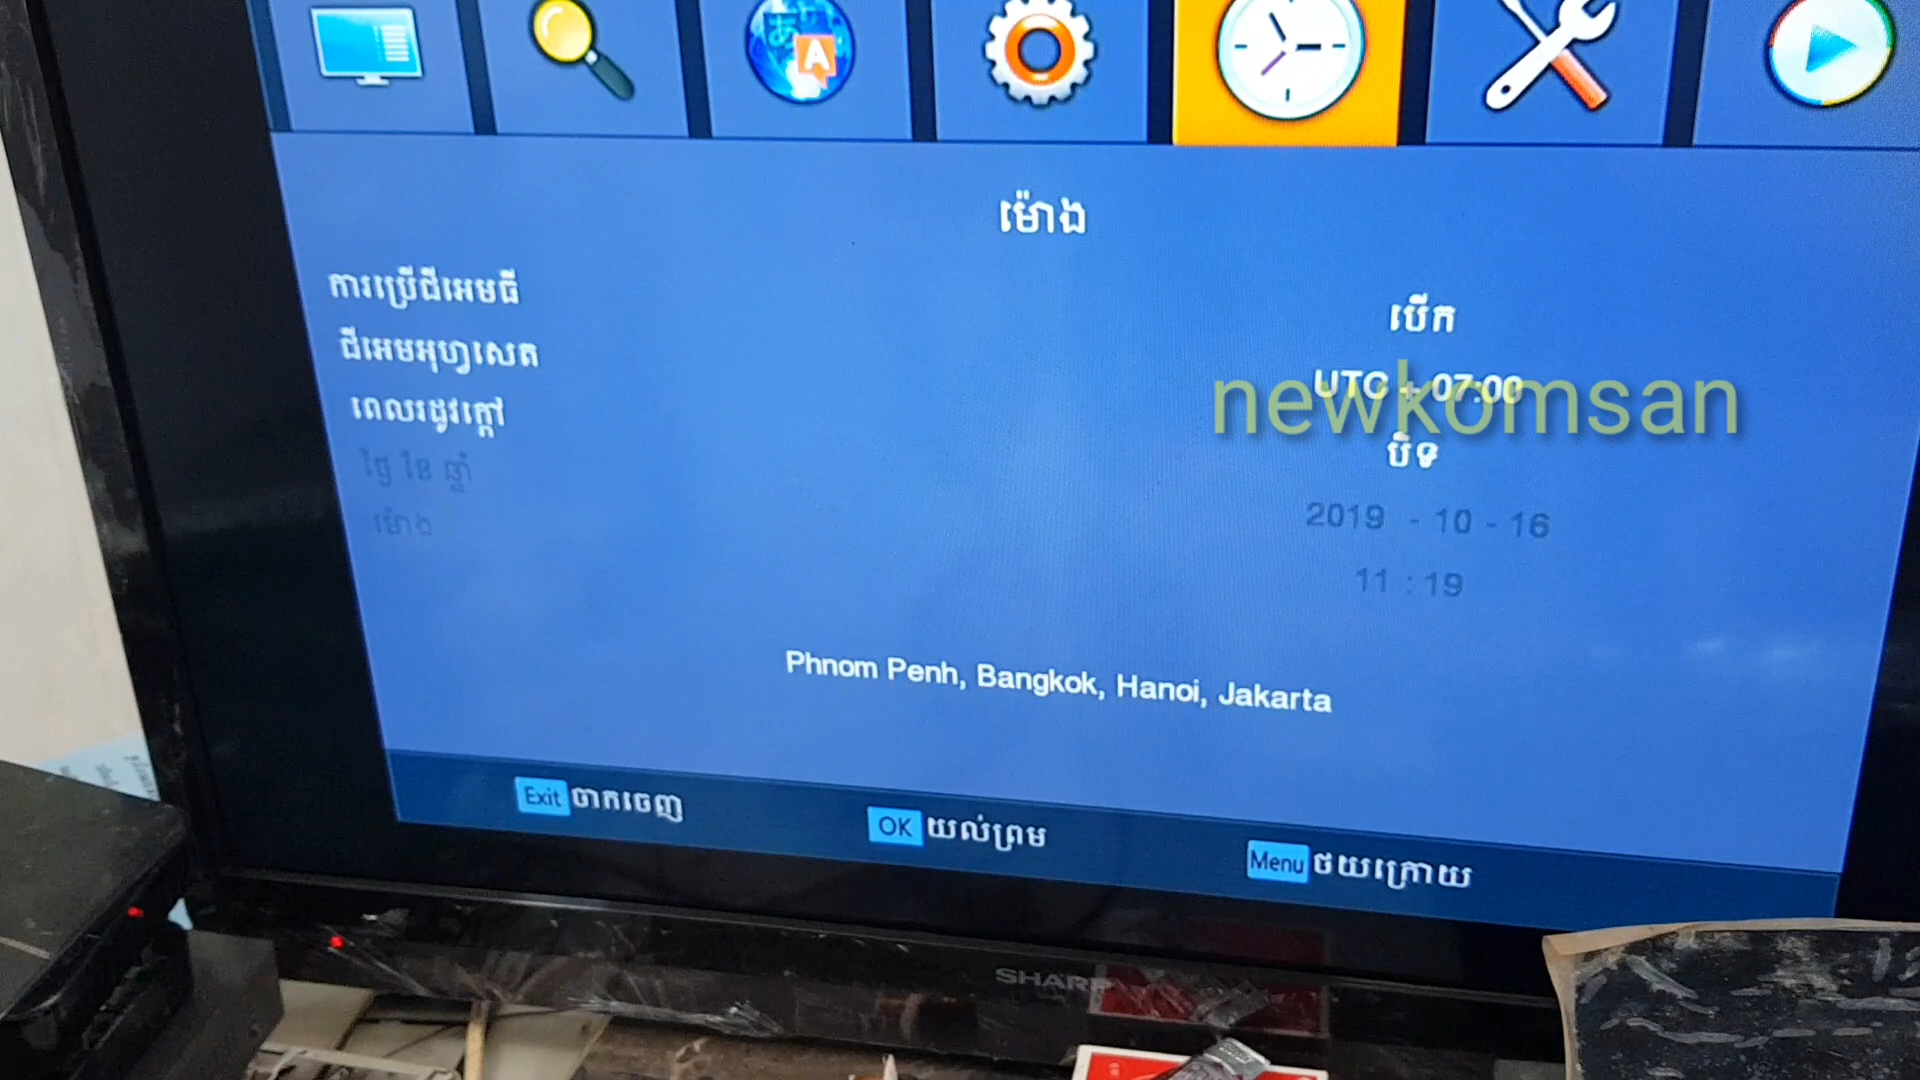 ម៉ោង
ការប្រើជីអេមធី បើក
ជីអេមអុហ្វសេត UTC + 07:00
newkomsan
ពេលរដូវក្ដៅ បិទ
ថ្ងៃ ខែ ឆ្នាំ 2019 - 10 - 16
ម៉ោង 11 : 19
Phnom Penh, Bangkok, Hanoi, Jakarta
Exit ចាកចេញ OK យល់ព្រម Menu ថយក្រោយ
SHARP